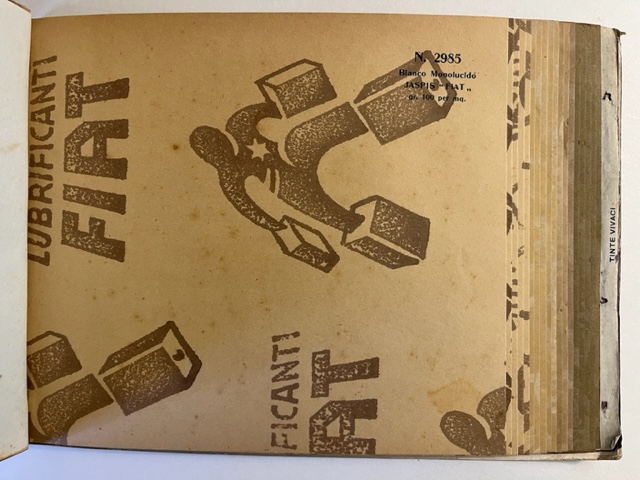 N. 2985
Bianco Monolucido
JASPIS "FIAT„
gr. 100 per mq.
LUBRIFICANTI
FIAT
FICANTI
IAT
TINTE VIVACI